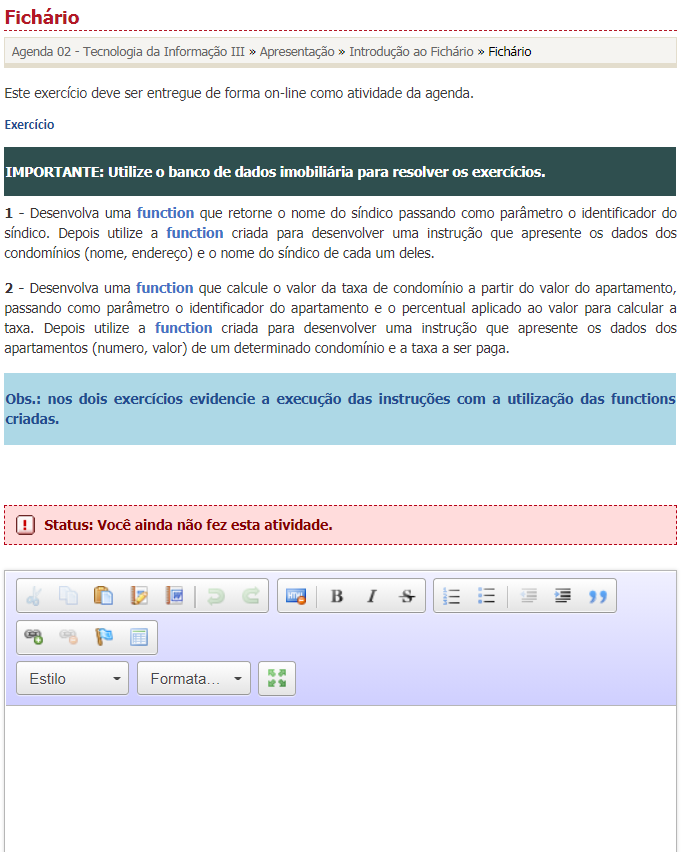 Fichário
Agenda 02 - Tecnologia da Informação III » Apresentação » Introdução ao Fichário » Fichário
Este exercício deve ser entregue de forma on-line como atividade da agenda.
Exercício
IMPORTANTE: Utilize o banco de dados imobiliária para resolver os exercícios.
1 - Desenvolva uma function que retorne o nome do síndico passando como parâmetro o identificador do
síndico. Depois utilize a function criada para desenvolver uma instrução que apresente os dados dos
condomínios (nome, endereço) e o nome do síndico de cada um deles.
2 - Desenvolva uma function que calcule o valor da taxa de condomínio a partir do valor do apartamento,
passando como parâmetro o identificador do apartamento e o percentual aplicado ao valor para calcular a
taxa. Depois utilize a function criada para desenvolver uma instrução que apresente os dados dos
apartamentos (numero, valor) de um determinado condomínio e a taxa a ser paga.
Obs.: nos dois exercícios evidencie a execução das instruções com a utilização das functions
criadas.
Status: Você ainda não fez esta atividade.
HTML B I S
Estilo Formata...